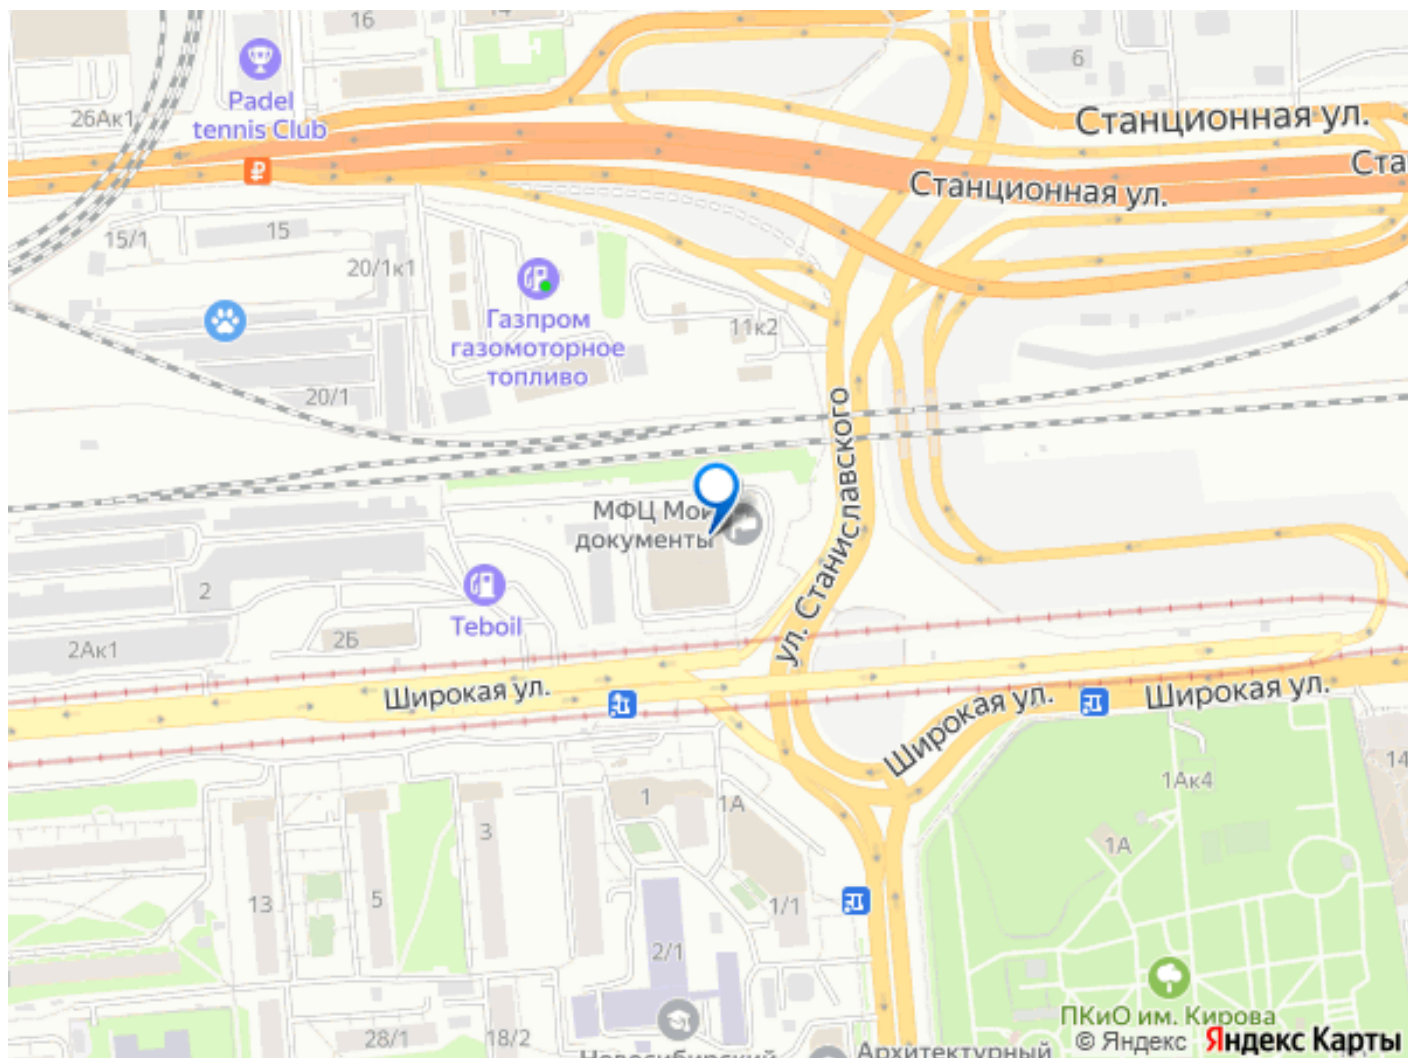 16
14
6
Padel
tennis Club
26Ак1
Станционная ул.
Ста
Станционная ул.
15
15/1
20/1к1
Газпром
газомоторное
топливо
11к2
20/1
ул. Станиславского
МФЦ Мои
документы
2
Teboil
2Б
2Ак1
Широкая ул.
Широкая ул.
Широкая ул.
14
1Ак4
1
1А
3
1А
13
5
1/1
2/1
28/1
18/2
Новосибирский
Архитектурный
ПКиО им. Кирова
© Яндекс Яндекс Карты